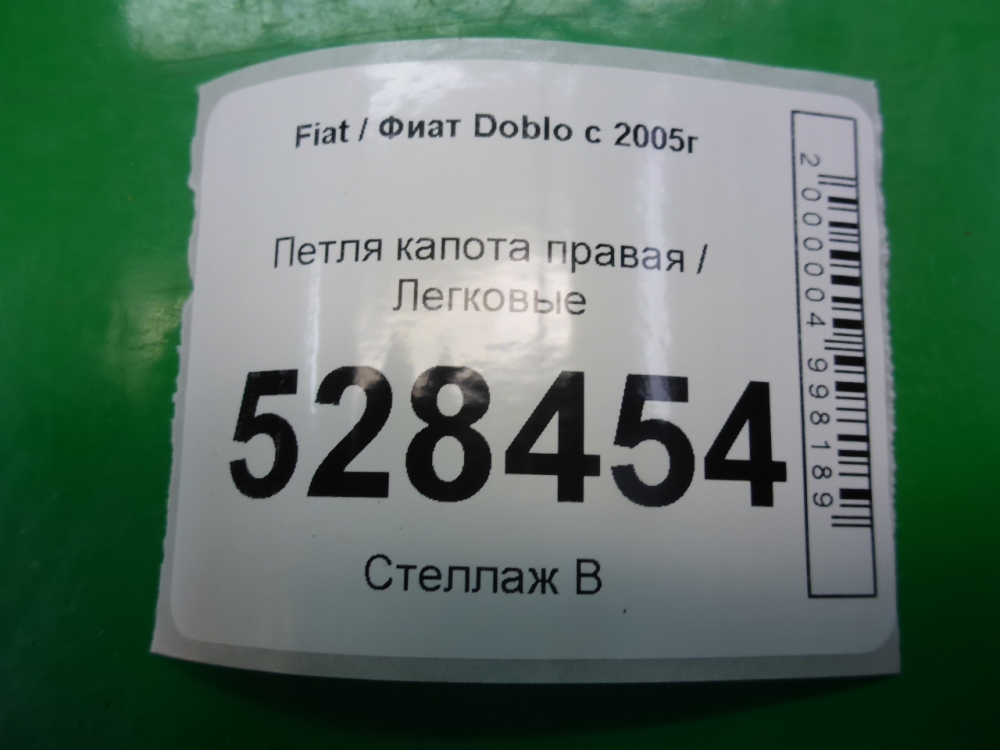 Fiat / Фиат Doblo с 2005г
Петля капота правая /
Легковые
528454
Стеллаж В
2000004998189